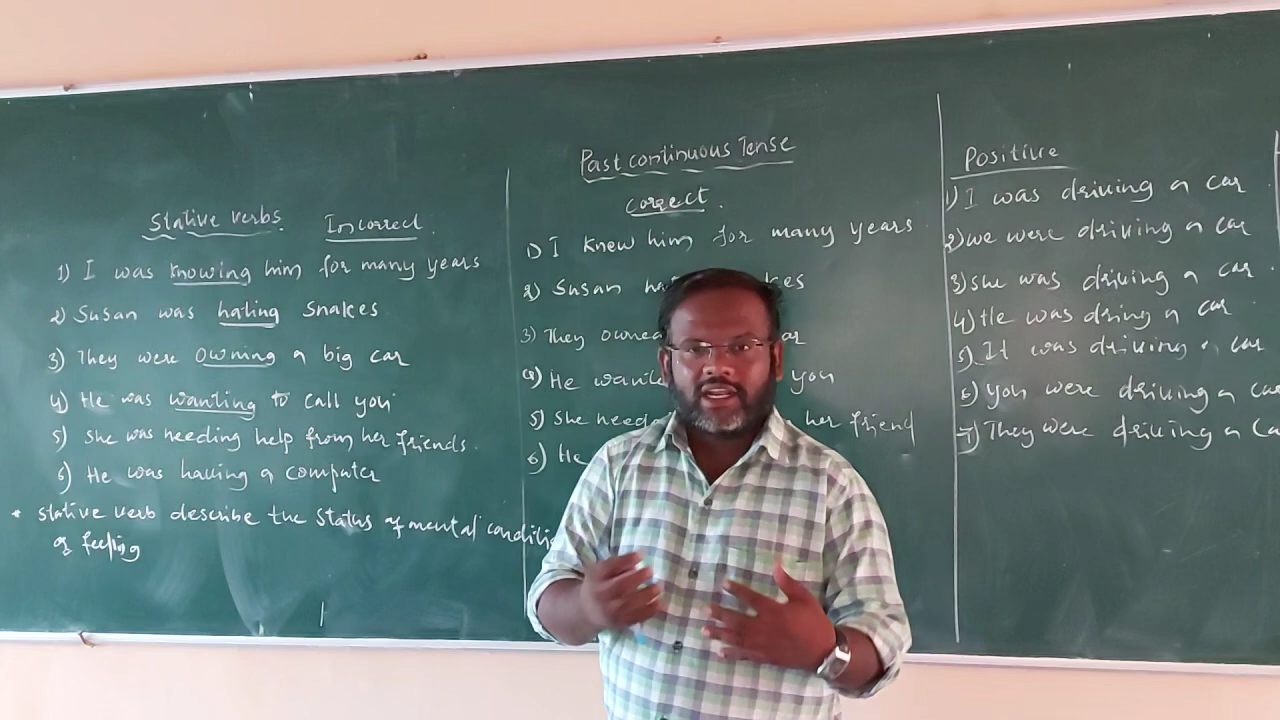 Stative verbs. Incorrect.
1) I was knowing him for many years
2) Susan was hating snakes
3) They were owning a big car
4) He was wanting to call you
5) She was needing help from her friends.
6) He was having a computer
* Stative verb describe the status of mental
or feeling
Past continuous Tense
correct.
1) I knew him for many years
2) Susan
3) They owned
4) He wanted you
5) She need her friend
6) He
Positive
1) I was driving a car
2) we were driving a car
3) she was driving a car.
4) He was dring a car
5) It was driving a car
6) you were driving a car
7) They were driving a